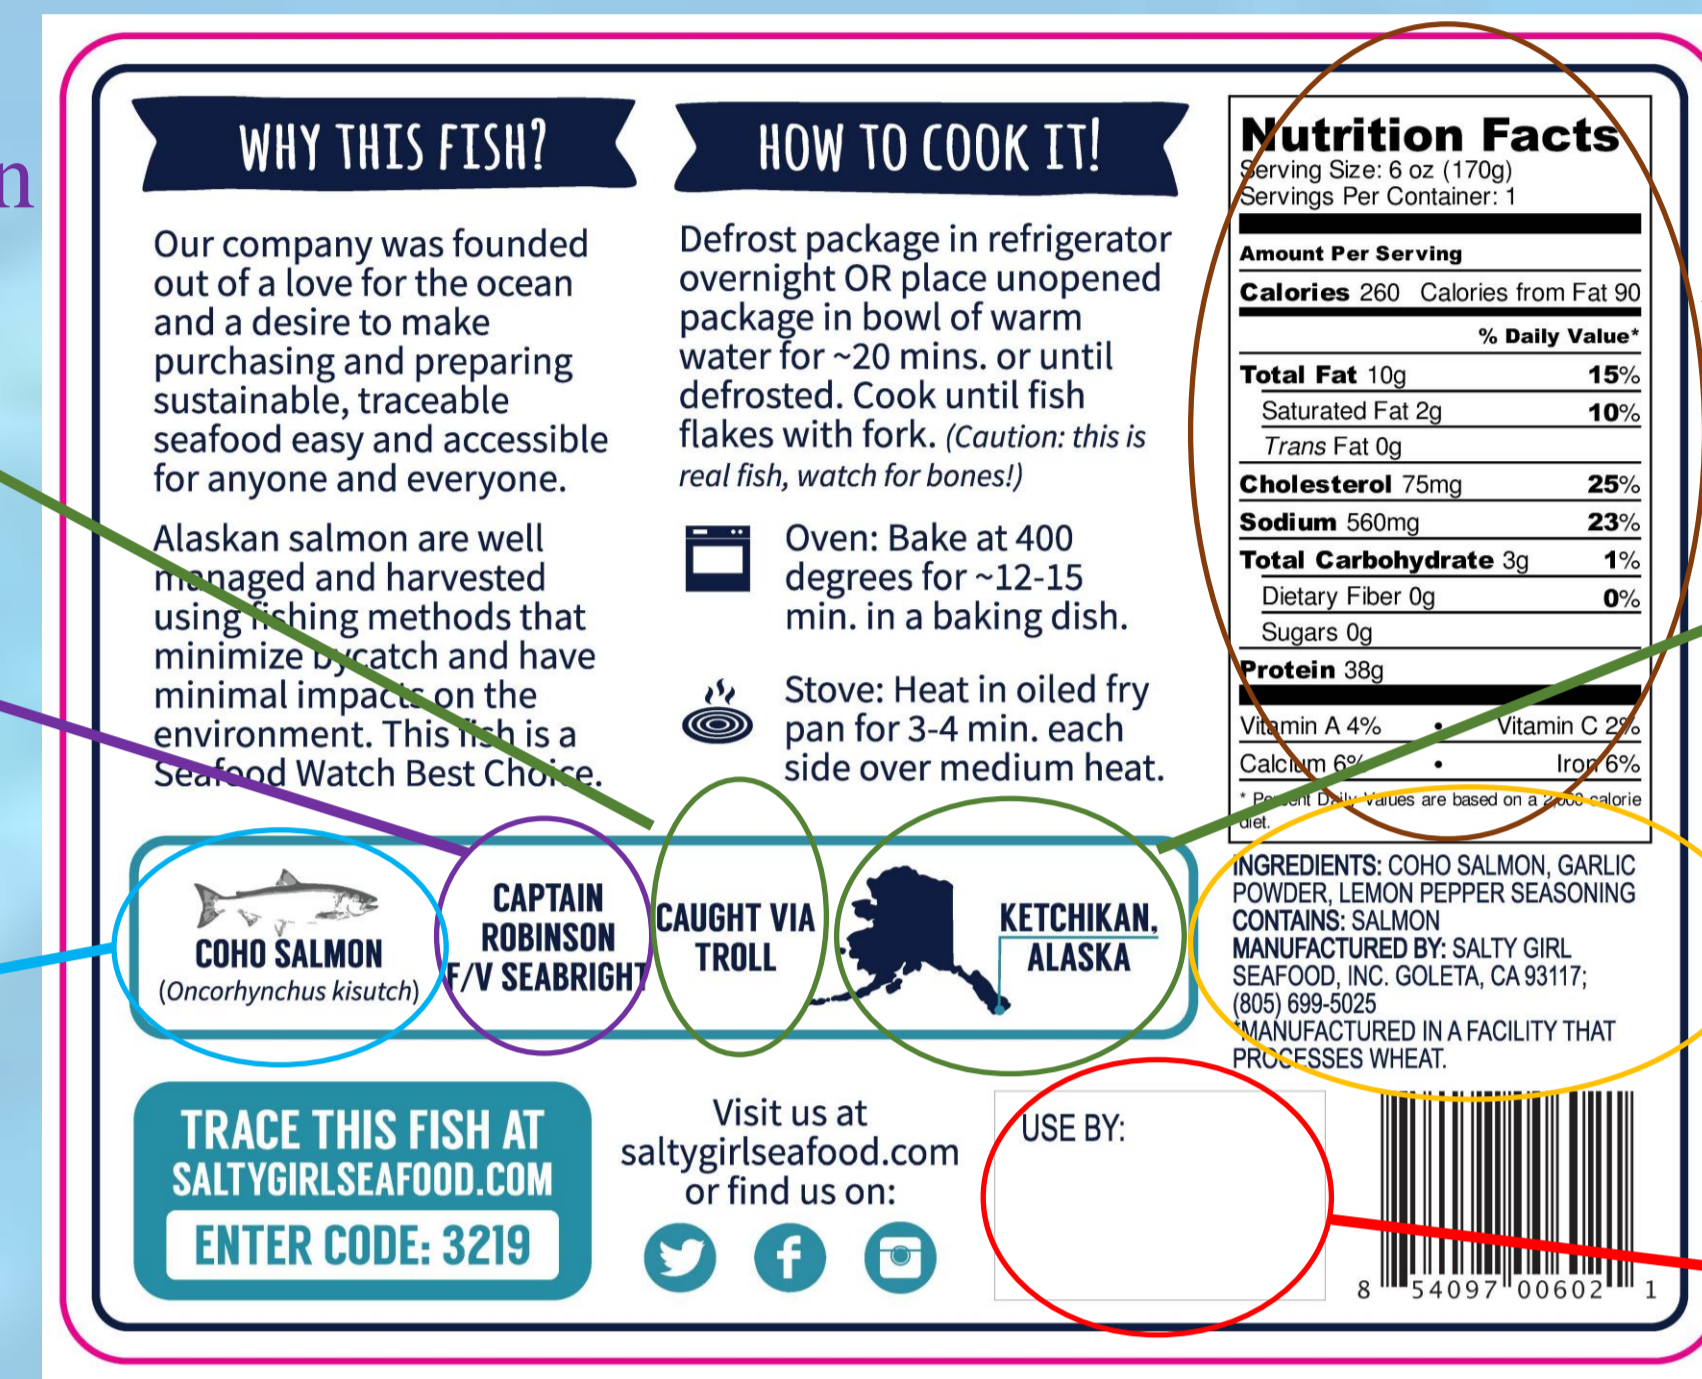 n
WHY THIS FISH?
Our company was founded
out of a love for the ocean
and a desire to make
purchasing and preparing
sustainable, traceable
seafood easy and accessible
for anyone and everyone.
Alaskan salmon are well
managed and harvested
using fishing methods that
minimize bycatch and have
minimal impacts on the
environment. This fish is a
Seafood Watch Best Choice.
HOW TO COOK IT!
Defrost package in refrigerator
overnight OR place unopened
package in bowl of warm
water for ~20 mins. or until
defrosted. Cook until fish
flakes with fork. (Caution: this is
real fish, watch for bones!)
Oven: Bake at 400
degrees for ~12-15
min. in a baking dish.
Stove: Heat in oiled fry
pan for 3-4 min. each
side over medium heat.
Nutrition Facts
Serving Size: 6 oz (170g)
Servings Per Container: 1
Amount Per Serving
Calories 260 Calories from Fat 90
% Daily Value*
Total Fat 10g 15%
Saturated Fat 2g 10%
Trans Fat 0g
Cholesterol 75mg 25%
Sodium 560mg 23%
Total Carbohydrate 3g 1%
Dietary Fiber 0g 0%
Sugars 0g
Protein 38g
Vitamin A 4% • Vitamin C 2%
Calcium 6% • Iron 6%
* Percent Daily Values are based on a 2,000 calorie
diet.
COHO SALMON
(Oncorhynchus kisutch)
CAPTAIN
ROBINSON
F/V SEABRIGHT
CAUGHT VIA
TROLL
KETCHIKAN,
ALASKA
INGREDIENTS: COHO SALMON, GARLIC
POWDER, LEMON PEPPER SEASONING
CONTAINS: SALMON
MANUFACTURED BY: SALTY GIRL
SEAFOOD, INC. GOLETA, CA 93117;
(805) 699-5025
*MANUFACTURED IN A FACILITY THAT
PROCESSES WHEAT.
TRACE THIS FISH AT
SALTYGIRLSEAFOOD.COM
ENTER CODE: 3219
Visit us at
saltygirlseafood.com
or find us on:
USE BY:
8 54097 00602 1